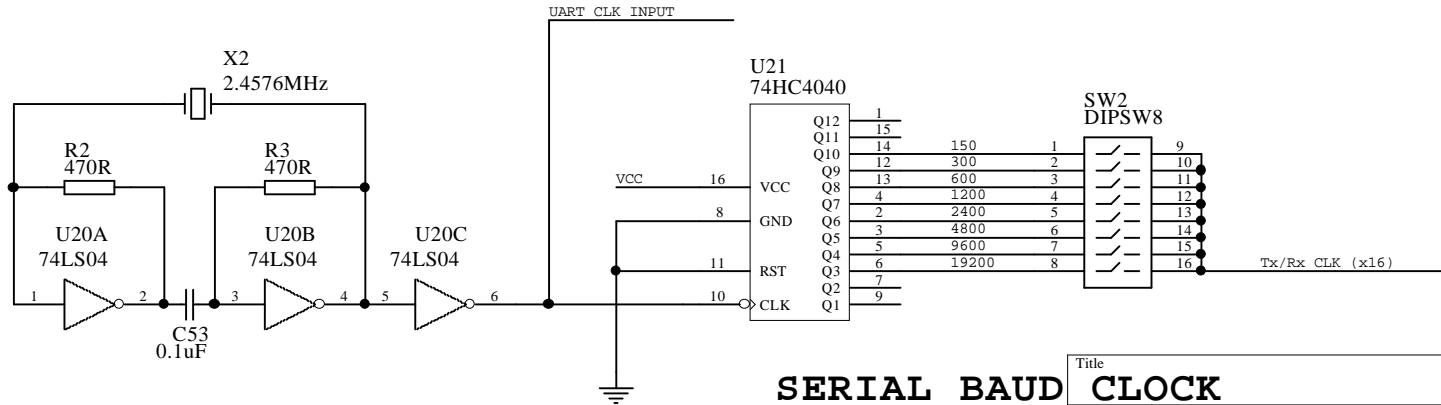 UART CLK INPUT
X2
2.4576MHz
R2
470R
R3
470R
U20A
74LS04
U20B
74LS04
U20C
74LS04
1
2
3
4
5
6
C53
0.1uF
U21
74HC4040
VCC
16
VCC
8
GND
11
RST
10
CLK
Q12
1
Q11
15
Q10
14
150
1
Q9
12
300
2
Q8
13
600
3
Q7
4
1200
4
Q6
2
2400
5
Q5
3
4800
6
Q4
5
9600
7
Q3
6
19200
8
Q2
7
Q1
9
SW2
DIPSW8
9
10
11
12
13
14
15
16
Tx/Rx CLK (x16)
Title
SERIAL BAUD CLOCK